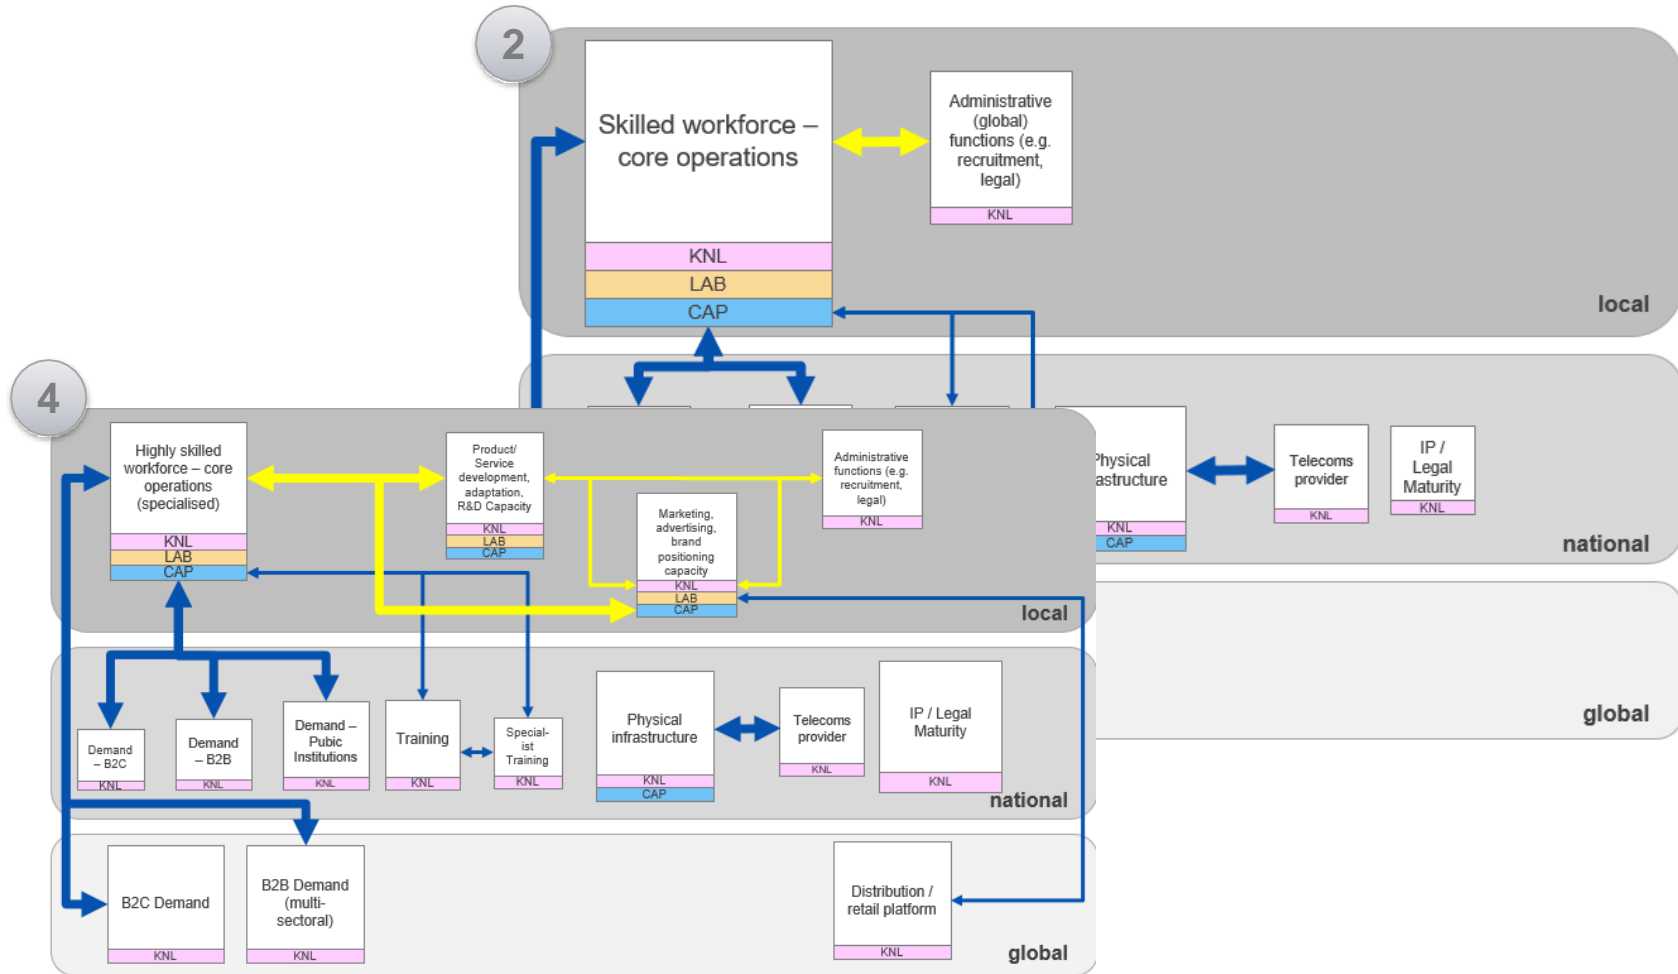 2
Skilled workforce –
core operations
KNL
LAB
CAP
Administrative
(global)
functions (e.g.
recruitment,
legal)
KNL
local
Physical
astructure
KNL
CAP
Telecoms
provider
KNL
IP /
Legal
Maturity
KNL
national
global
4
Highly skilled
workforce – core
operations
(specialised)
KNL
LAB
CAP
Product/
Service
development,
adaptation,
R&D Capacity
KNL
LAB
CAP
Marketing,
advertising,
brand
positioning
capacity
KNL
LAB
CAP
Administrative
functions (e.g.
recruitment,
legal)
KNL
local
Demand
– B2C
KNL
Demand
– B2B
KNL
Demand –
Pubic
Institutions
KNL
Training
KNL
Special-
ist
Training
KNL
Physical
infrastructure
KNL
CAP
Telecoms
provider
KNL
IP / Legal
Maturity
KNL
national
B2C Demand
KNL
B2B Demand
(multi-
sectoral)
KNL
Distribution /
retail platform
KNL
global